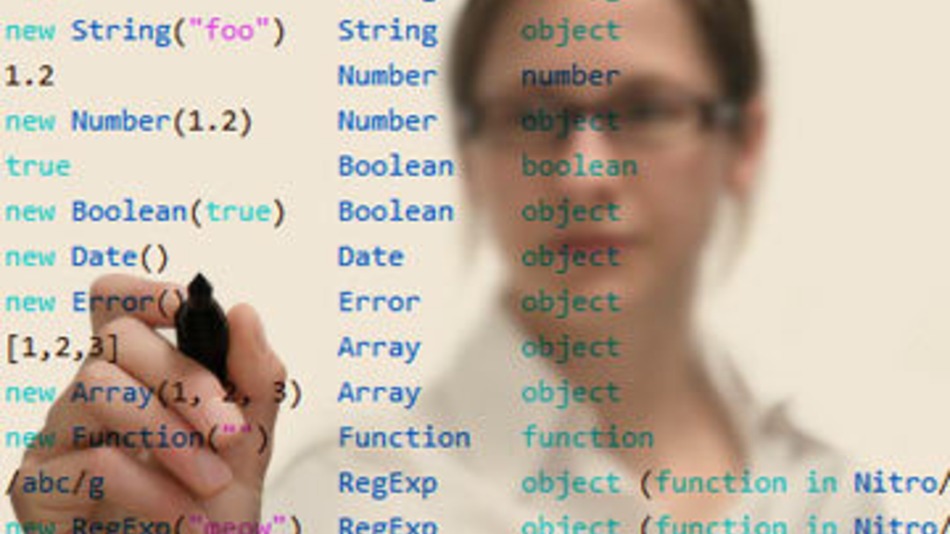 new String("foo") String object
1.2 Number number
new Number(1.2) Number object
true Boolean boolean
new Boolean(true) Boolean object
new Date() Date object
new Error() Error object
[1,2,3] Array object
new Array(1, 2, 3) Array object
new Function("") Function function
/abc/g RegExp object (function in Nitro/
new RegExp("meow") RegExp object (function in Nitro/